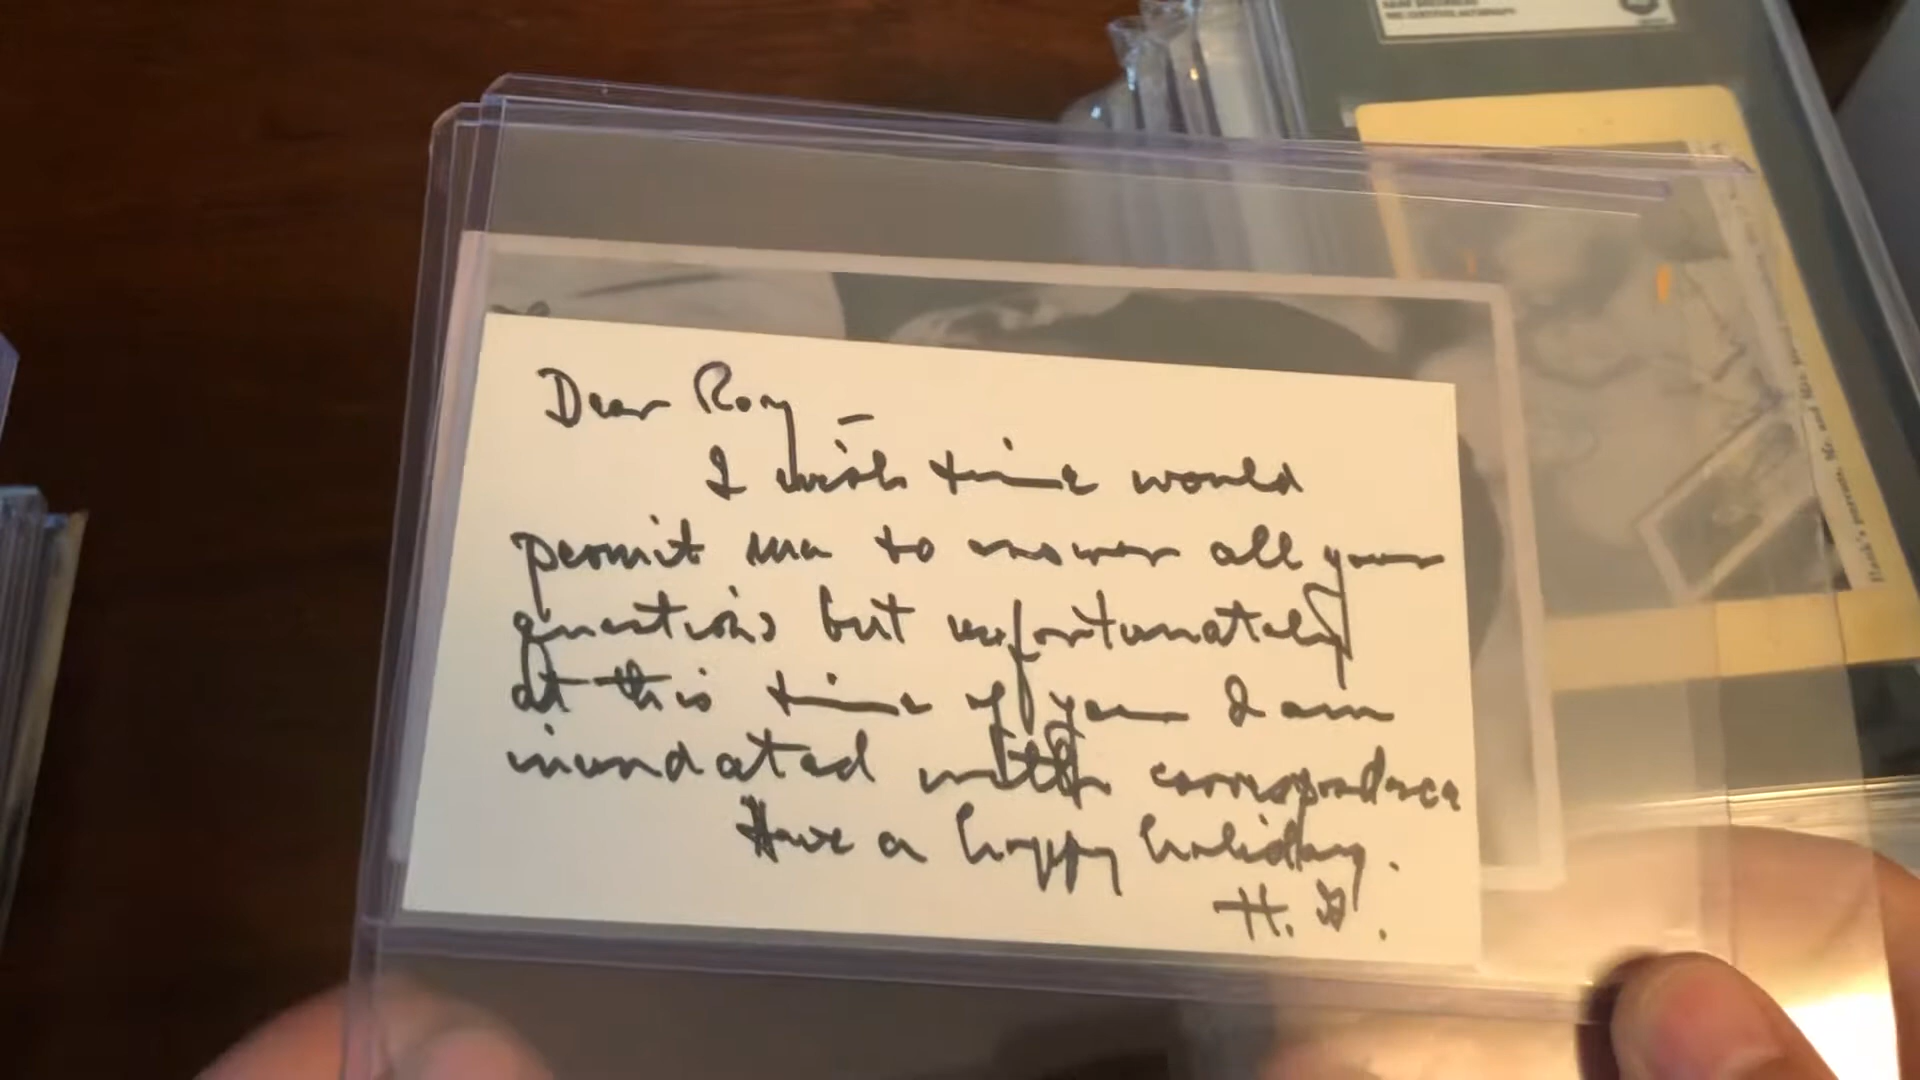 Dear Rory –
I wish time would
permit me to answer all your
questions but unfortunately
at this time of year I am
inundated with correspondence
Have a happy holiday.
H.